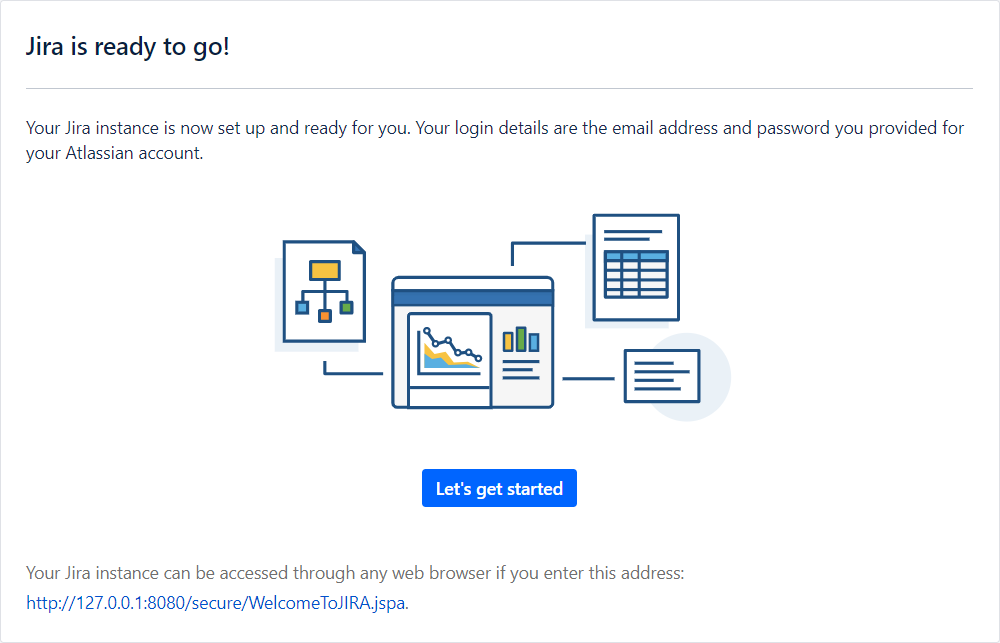 Jira is ready to go!
Your Jira instance is now set up and ready for you. Your login details are the email address and password you provided for
your Atlassian account.
Let's get started
Your Jira instance can be accessed through any web browser if you enter this address:
http://127.0.0.1:8080/secure/WelcomeToJIRA.jspa.